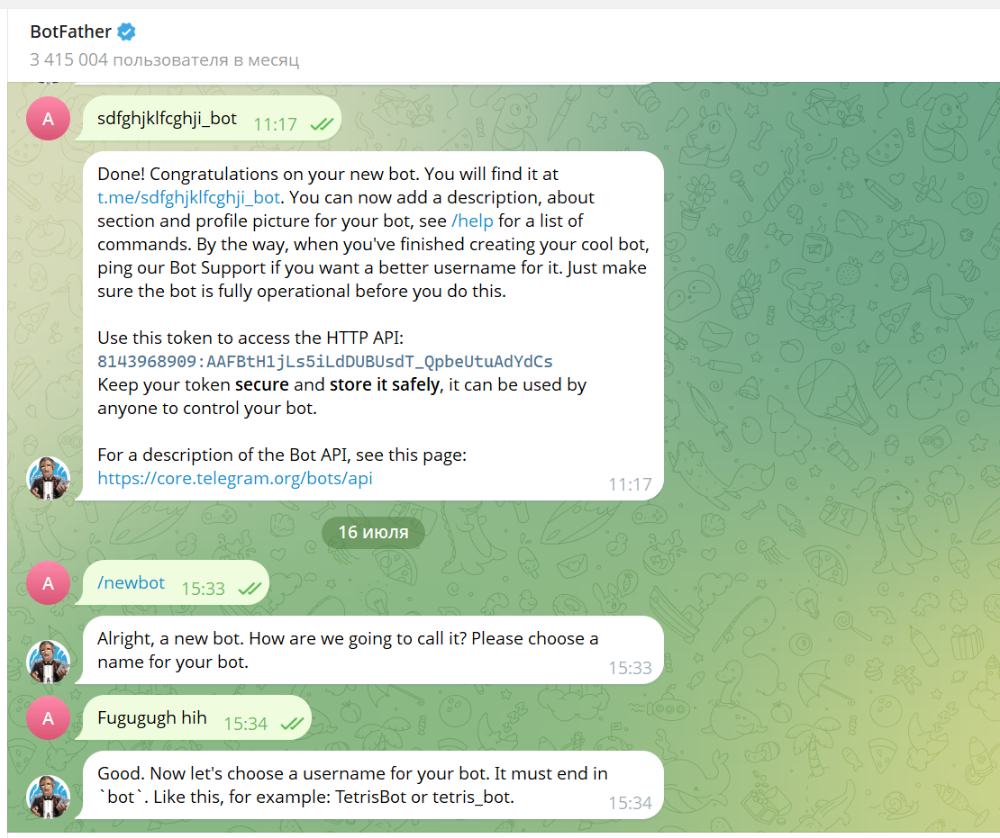 BotFather
3 415 004 пользователя в месяц
A
sdfghjklfcghji_bot 11:17
Done! Congratulations on your new bot. You will find it at
t.me/sdfghjklfcghji_bot. You can now add a description, about
section and profile picture for your bot, see /help for a list of
commands. By the way, when you've finished creating your cool bot,
ping our Bot Support if you want a better username for it. Just make
sure the bot is fully operational before you do this.
Use this token to access the HTTP API:
8143968909:AAFBtH1jLs5iLdDUBUsdT_QpbeUtuAdYdCs
Keep your token secure and store it safely, it can be used by
anyone to control your bot.
For a description of the Bot API, see this page:
https://core.telegram.org/bots/api
11:17
16 июля
A
/newbot 15:33
Alright, a new bot. How are we going to call it? Please choose a
name for your bot.
15:33
A
Fugugugh hih 15:34
Good. Now let's choose a username for your bot. It must end in
`bot`. Like this, for example: TetrisBot or tetris_bot.
15:34